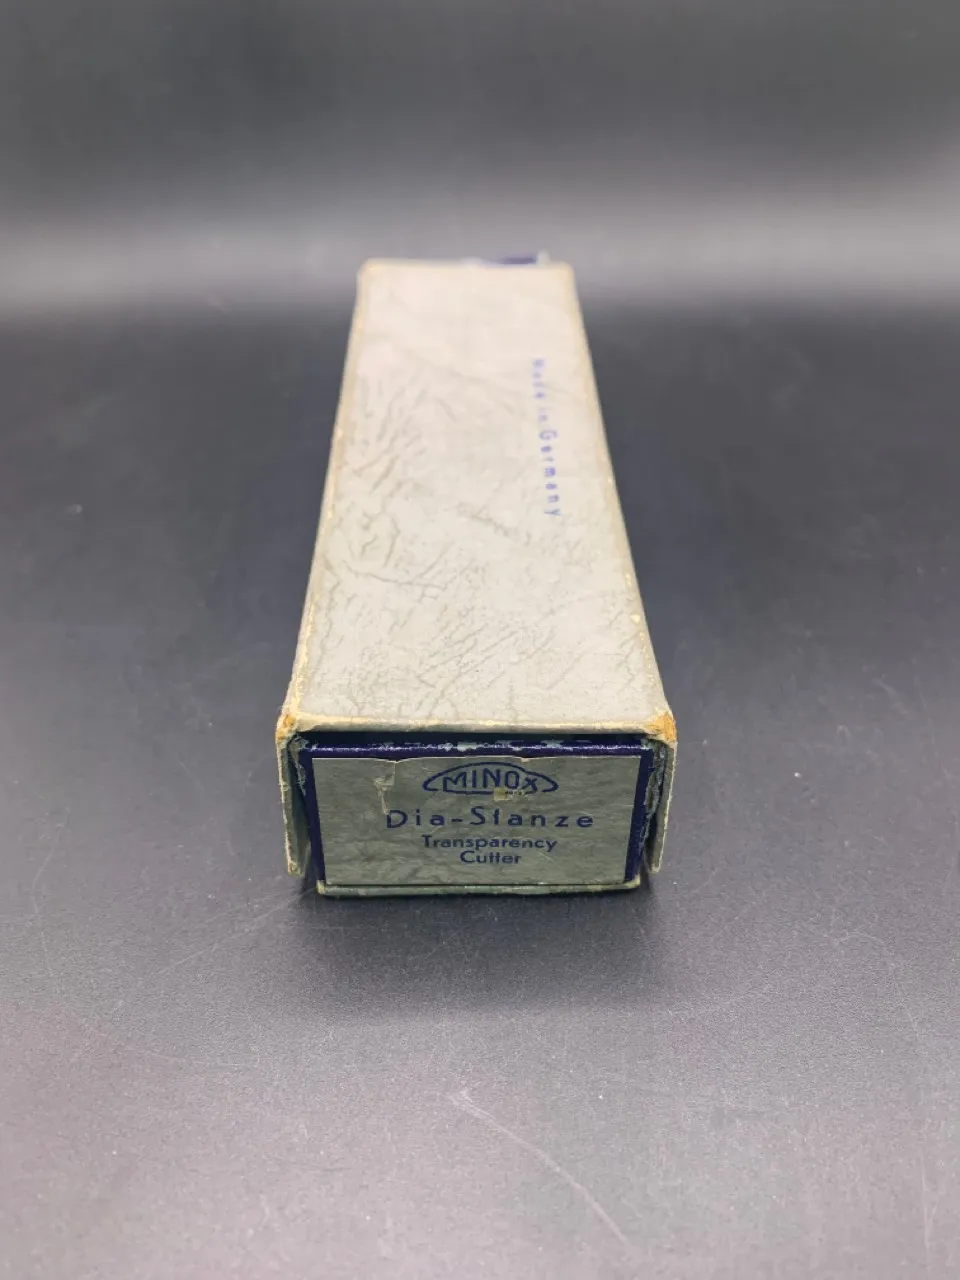 Made in Germany
MINOX
Dia-Stanze
Transparency
Cutter